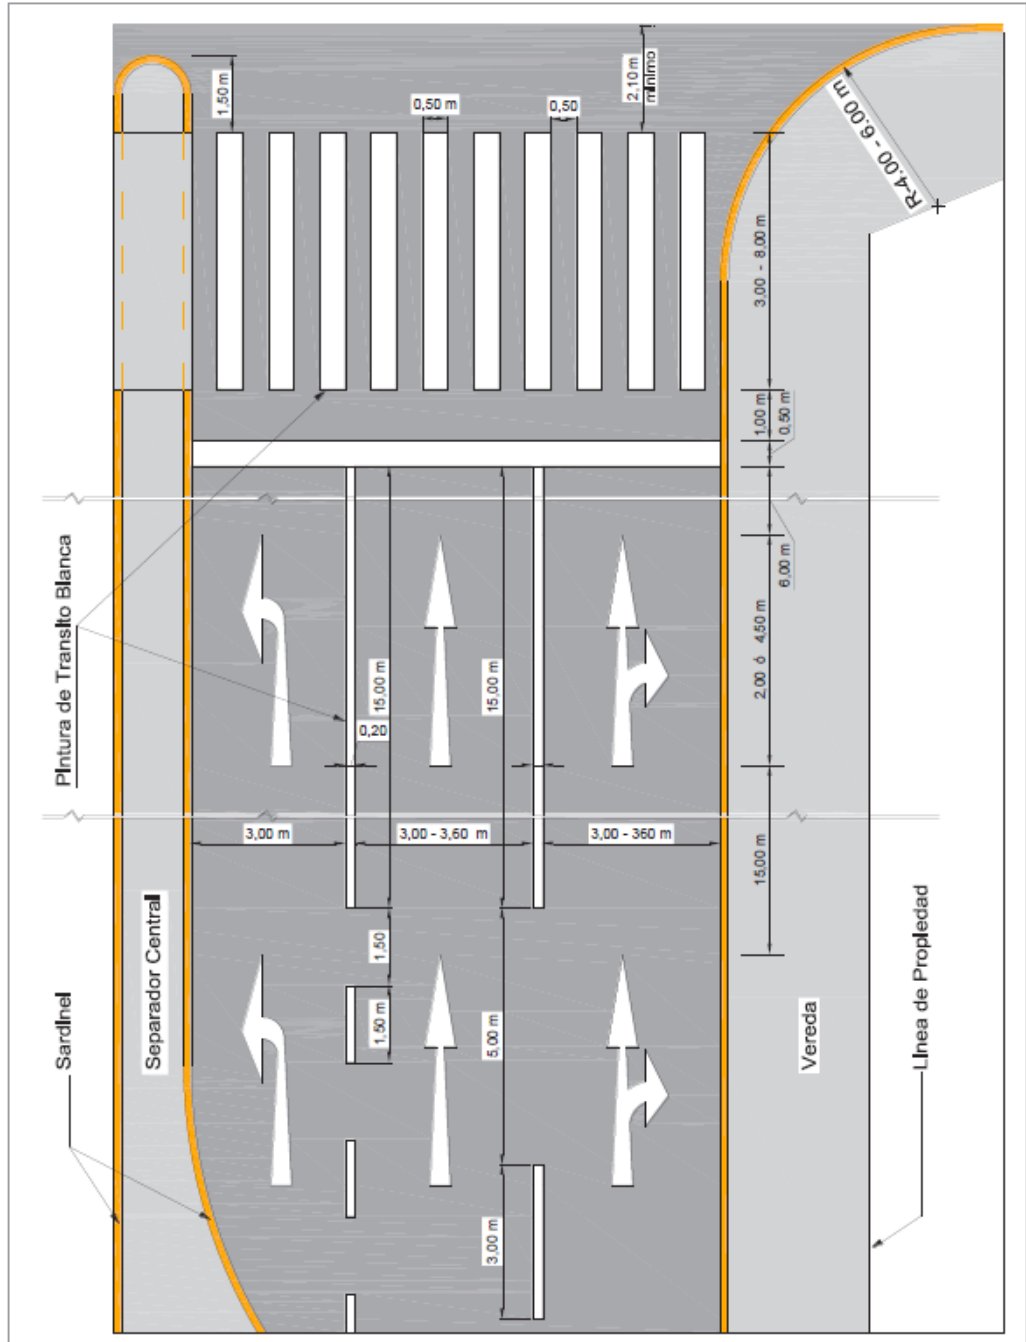 1,50 m
0,50 m
0,50
2,10 m
mínimo
R-4.00 - 6.00 m
3,00 - 8,00 m
1,00 m
0,50 m
6,00 m
Pintura de Transito Blanca
15,00 m
15,00 m
0,20
2,00 ó 4,50 m
3,00 m
3,00 - 3,60 m
3,00 - 360 m
15,00 m
Sardinel
Separador Central
1,50
1,50 m
5,00 m
3,00 m
Vereda
Línea de Propiedad